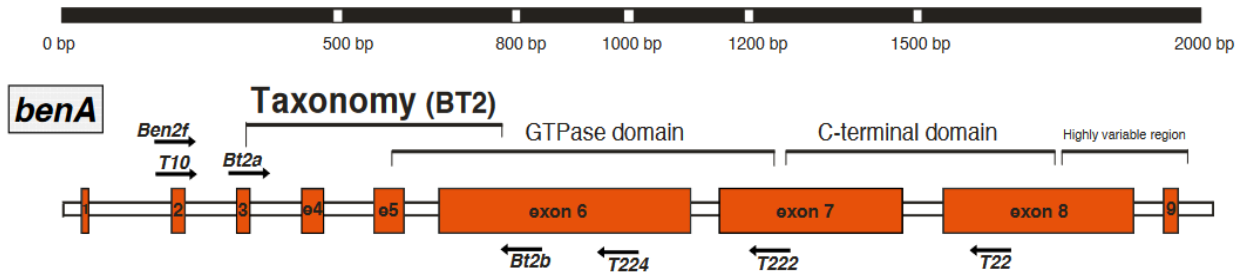 0 bp 500 bp 800 bp 1000 bp 1200 bp 1500 bp 2000 bp
benA
Taxonomy (BT2)
Ben2f
GTPase domain C-terminal domain Highly variable region
T10 Bt2a
1 2 3 e4 e5 exon 6 exon 7 exon 8 9
Bt2b T224 T222 T22